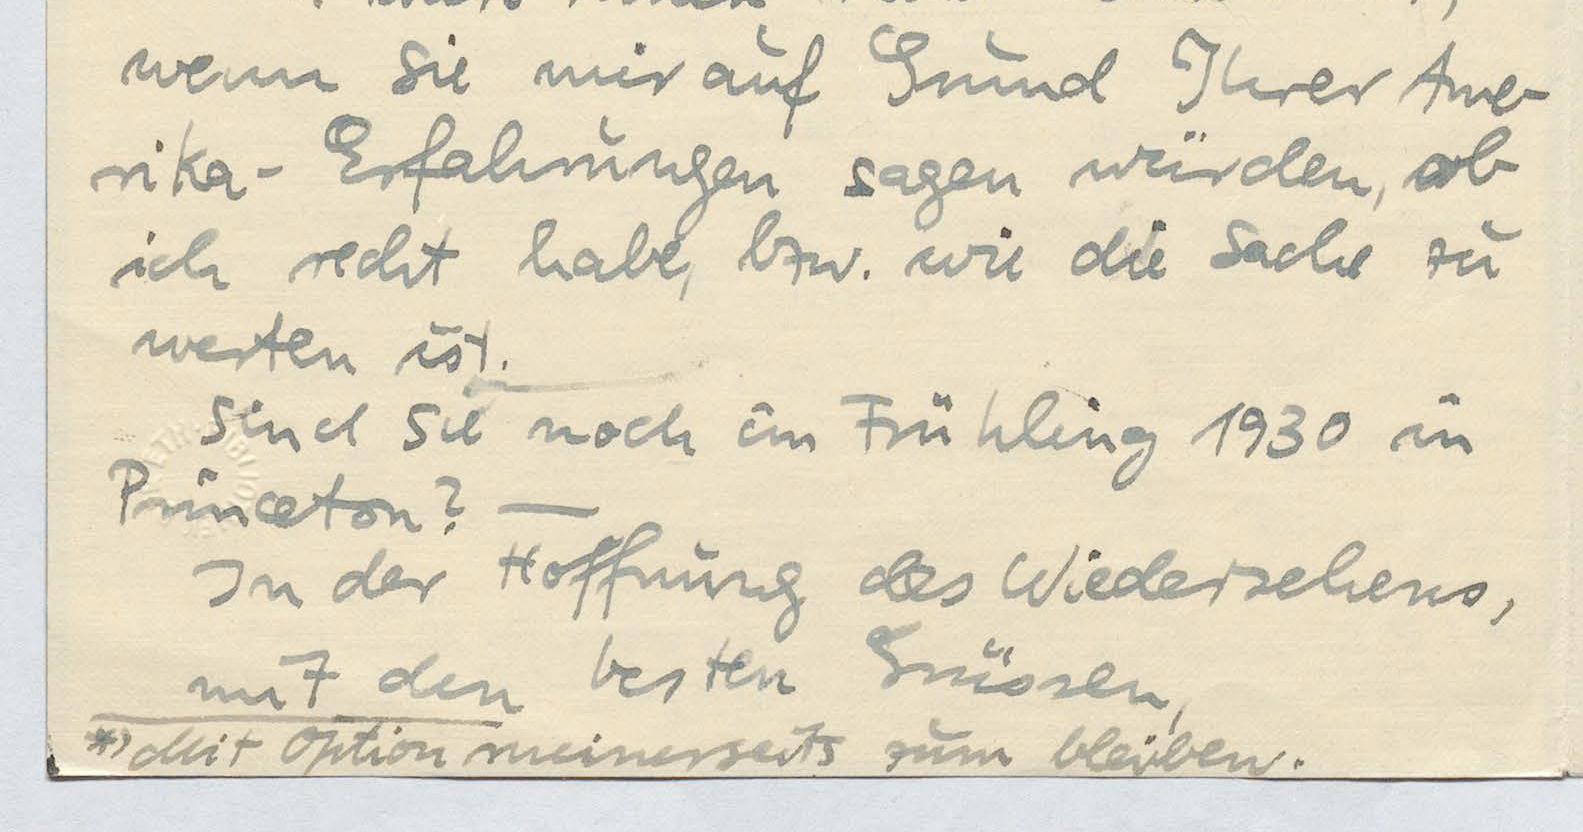 wenn Sie mir auf Grund Ihrer Ame-
rika-Erfahrungen sagen würden, ob
ich recht habe, bzw. wie die Sache zu
werten ist.
Sind Sie noch im Frühling 1930 in
Princeton? —
In der Hoffnung des Wiedersehens,
mit den besten Grüssen,
*) Mit Option meinerseits zum bleiben.